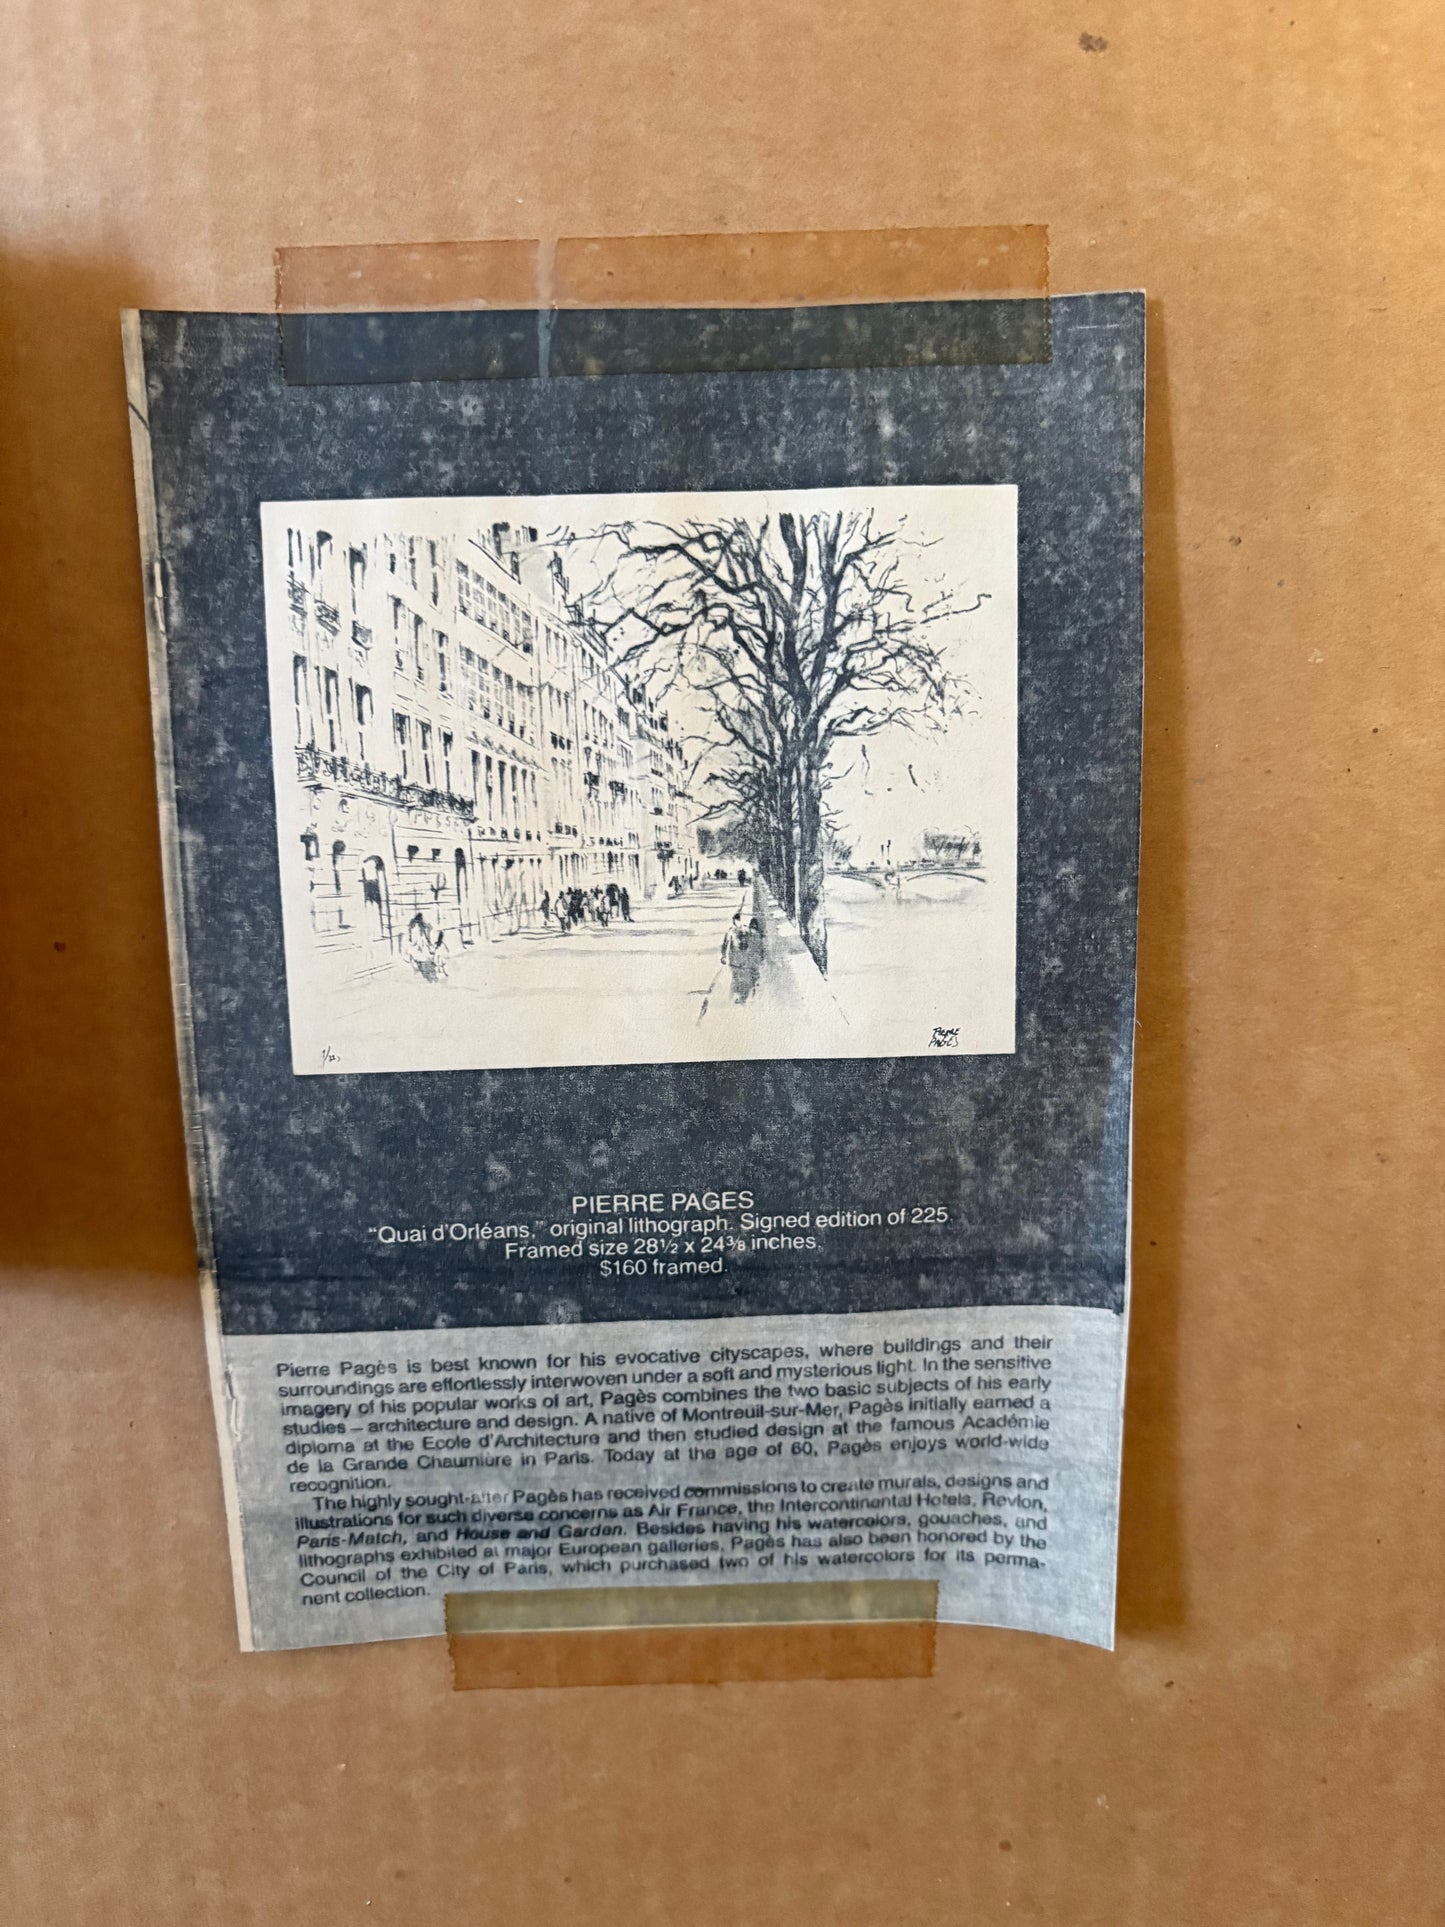 1/225
PIERRE
PAGÈS
PIERRE PAGES
“Quai d’Orléans,” original lithograph. Signed edition of 225.
Framed size 28½ x 24⅜ inches.
$160 framed.
Pierre Pagès is best known for his evocative cityscapes, where buildings and their
surroundings are effortlessly interwoven under a soft and mysterious light. In the sensitive
imagery of his popular works of art, Pagès combines the two basic subjects of his early
studies – architecture and design. A native of Montreuil-sur-Mer, Pagès initially earned a
diploma at the Ecole d’Architecture and then studied design at the famous Académie
de la Grande Chaumiure in Paris. Today at the age of 60, Pagès enjoys world-wide
recognition.
The highly sought-after Pagès has received commissions to create murals, designs and
illustrations for such diverse concerns as Air France, the Intercontinental Hotels, Revlon,
Paris-Match, and House and Garden. Besides having his watercolors, gouaches, and
lithographs exhibited at major European galleries, Pagès has also been honored by the
Council of the City of Paris, which purchased two of his watercolors for its perma-
nent collection.